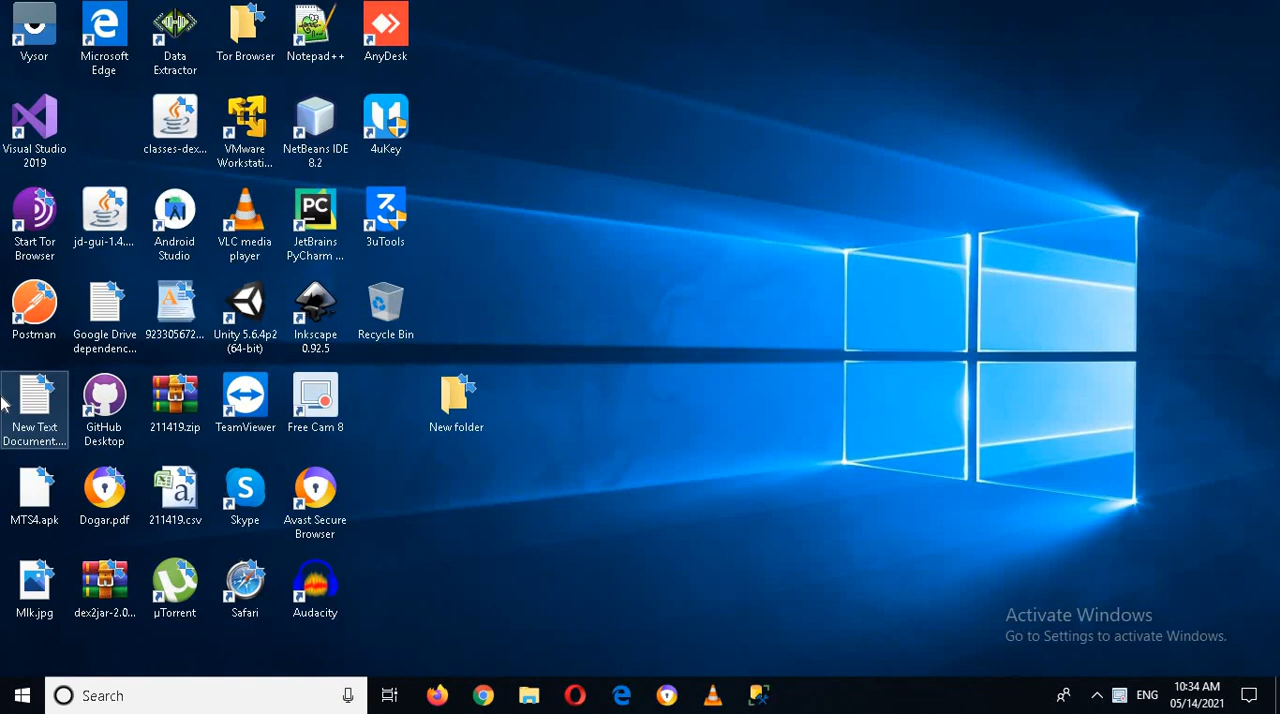 Vysor
Microsoft
Edge
Data
Extractor
Tor Browser
Notepad++
AnyDesk
Visual Studio
2019
classes-dex...
VMware
Workstati...
NetBeans IDE
8.2
4uKey
Start Tor
Browser
jd-gui-1.4....
Android
Studio
VLC media
player
JetBrains
PyCharm ...
3uTools
Postman
Google Drive
dependenc...
923305672...
Unity 5.6.4p2
(64-bit)
Inkscape
0.92.5
Recycle Bin
New Text
Document....
GitHub
Desktop
211419.zip
TeamViewer
Free Cam 8
New folder
MTS4.apk
Dogar.pdf
211419.csv
Skype
Avast Secure
Browser
Mlk.jpg
dex2jar-2.0...
µTorrent
Safari
Audacity
Activate Windows
Go to Settings to activate Windows.
Search
ENG
10:34 AM
05/14/2021